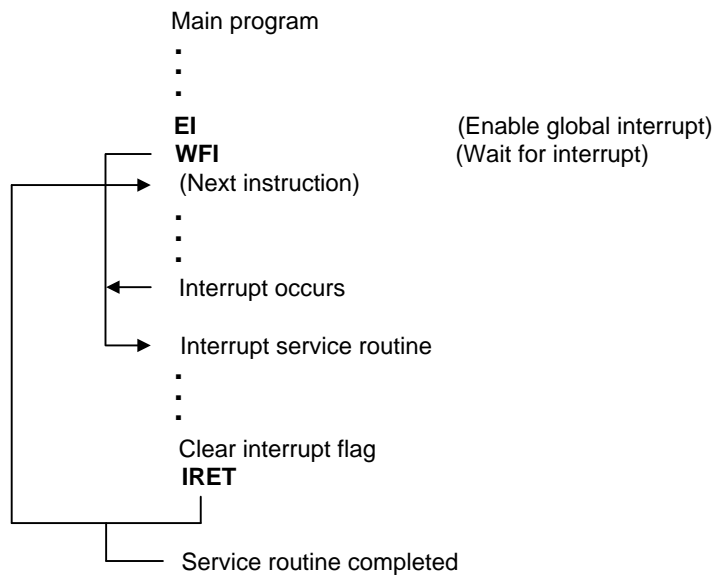 Main program
.
.
.
EI (Enable global interrupt)
WFI (Wait for interrupt)
(Next instruction)
.
.
.
Interrupt occurs
Interrupt service routine
.
.
.
Clear interrupt flag
IRET
Service routine completed